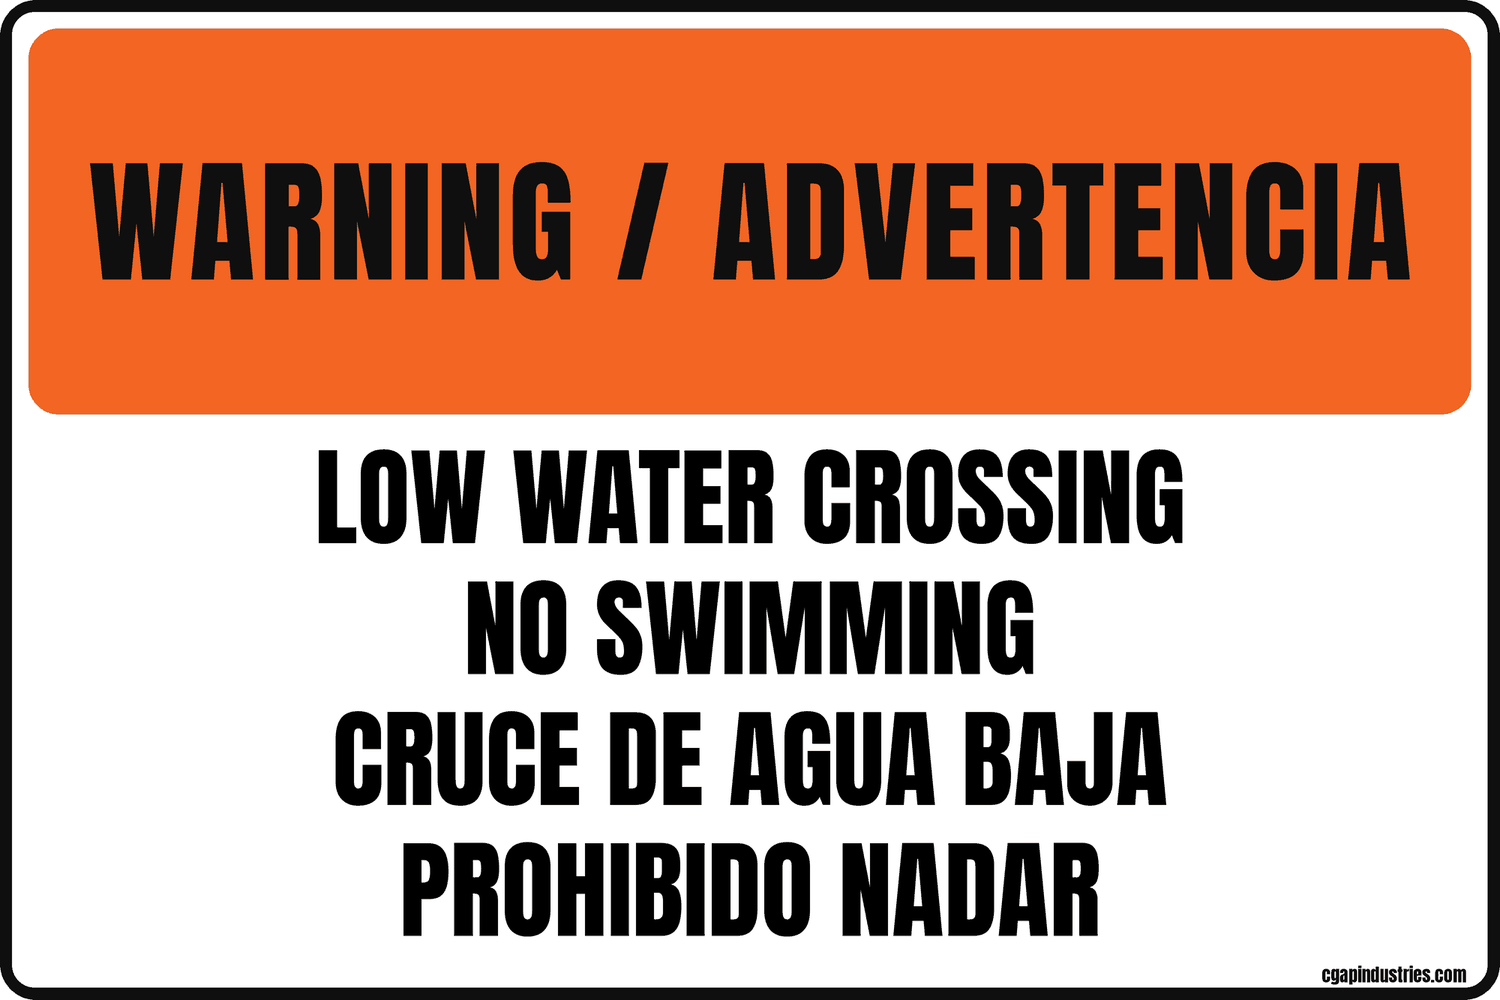 WARNING / ADVERTENCIA
LOW WATER CROSSING
NO SWIMMING
CRUCE DE AGUA BAJA
PROHIBIDO NADAR
cgapindustries.com